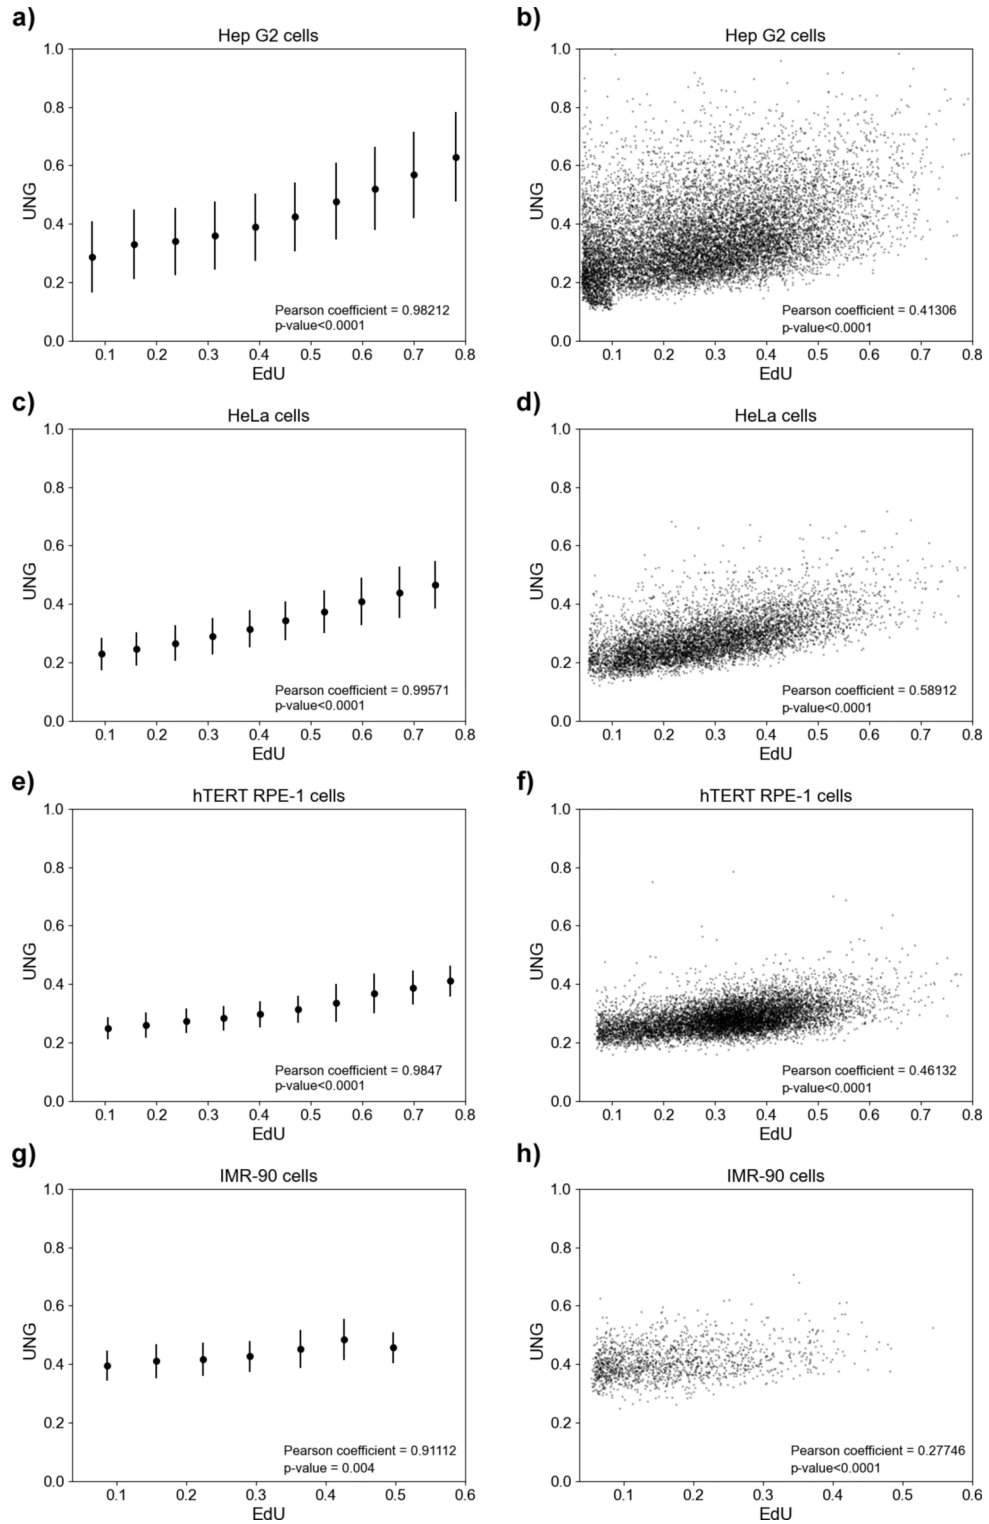 a)
Hep G2 cells
1.0
0.8
0.6
0.4
0.2
0.0
UNG
Pearson coefficient = 0.98212
p-value<0.0001
0.1 0.2 0.3 0.4 0.5 0.6 0.7 0.8
EdU
b)
Hep G2 cells
1.0
0.8
0.6
0.4
0.2
0.0
UNG
Pearson coefficient = 0.41306
p-value<0.0001
0.1 0.2 0.3 0.4 0.5 0.6 0.7 0.8
EdU
c)
HeLa cells
1.0
0.8
0.6
0.4
0.2
0.0
UNG
Pearson coefficient = 0.99571
p-value<0.0001
0.1 0.2 0.3 0.4 0.5 0.6 0.7 0.8
EdU
d)
HeLa cells
1.0
0.8
0.6
0.4
0.2
0.0
UNG
Pearson coefficient = 0.58912
p-value<0.0001
0.1 0.2 0.3 0.4 0.5 0.6 0.7 0.8
EdU
e)
hTERT RPE-1 cells
1.0
0.8
0.6
0.4
0.2
0.0
UNG
Pearson coefficient = 0.9847
p-value<0.0001
0.1 0.2 0.3 0.4 0.5 0.6 0.7 0.8
EdU
f)
hTERT RPE-1 cells
1.0
0.8
0.6
0.4
0.2
0.0
UNG
Pearson coefficient = 0.46132
p-value<0.0001
0.1 0.2 0.3 0.4 0.5 0.6 0.7 0.8
EdU
g)
IMR-90 cells
1.0
0.8
0.6
0.4
0.2
0.0
UNG
Pearson coefficient = 0.91112
p-value = 0.004
0.1 0.2 0.3 0.4 0.5 0.6
EdU
h)
IMR-90 cells
1.0
0.8
0.6
0.4
0.2
0.0
UNG
Pearson coefficient = 0.27746
p-value<0.0001
0.1 0.2 0.3 0.4 0.5 0.6
EdU